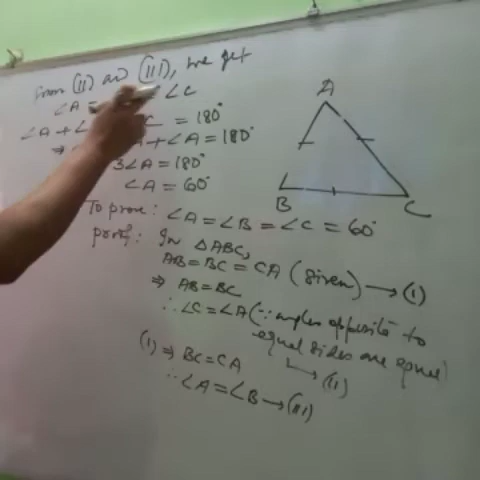 from (II) and (III), we get
∠A = ∠C
∠A + ∠ C = 180°
⇒ A + ∠A = 180°
3∠A = 180°
∠A = 60°
A
B
C
To prove: ∠A = ∠B = ∠C = 60°
proof: In △ABC,
AB = BC = CA (given) → (I)
⇒ AB = BC
∴ ∠C = ∠A (∵ angles opposite to
equal sides are equal)
↳ (II)
(I) ⇒ BC = CA
∴ ∠A = ∠B → (III)